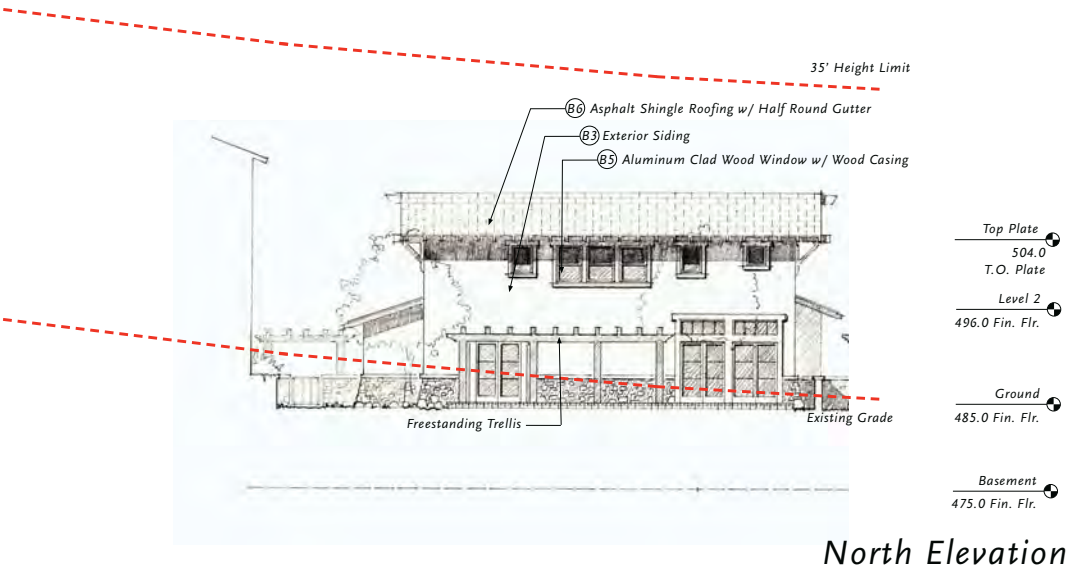 35' Height Limit
B6 Asphalt Shingle Roofing w/ Half Round Gutter
B3 Exterior Siding
B5 Aluminum Clad Wood Window w/ Wood Casing
Top Plate
504.0
T.O. Plate
Level 2
496.0 Fin. Flr.
Ground
485.0 Fin. Flr.
Existing Grade
Freestanding Trellis
Basement
475.0 Fin. Flr.
North Elevation